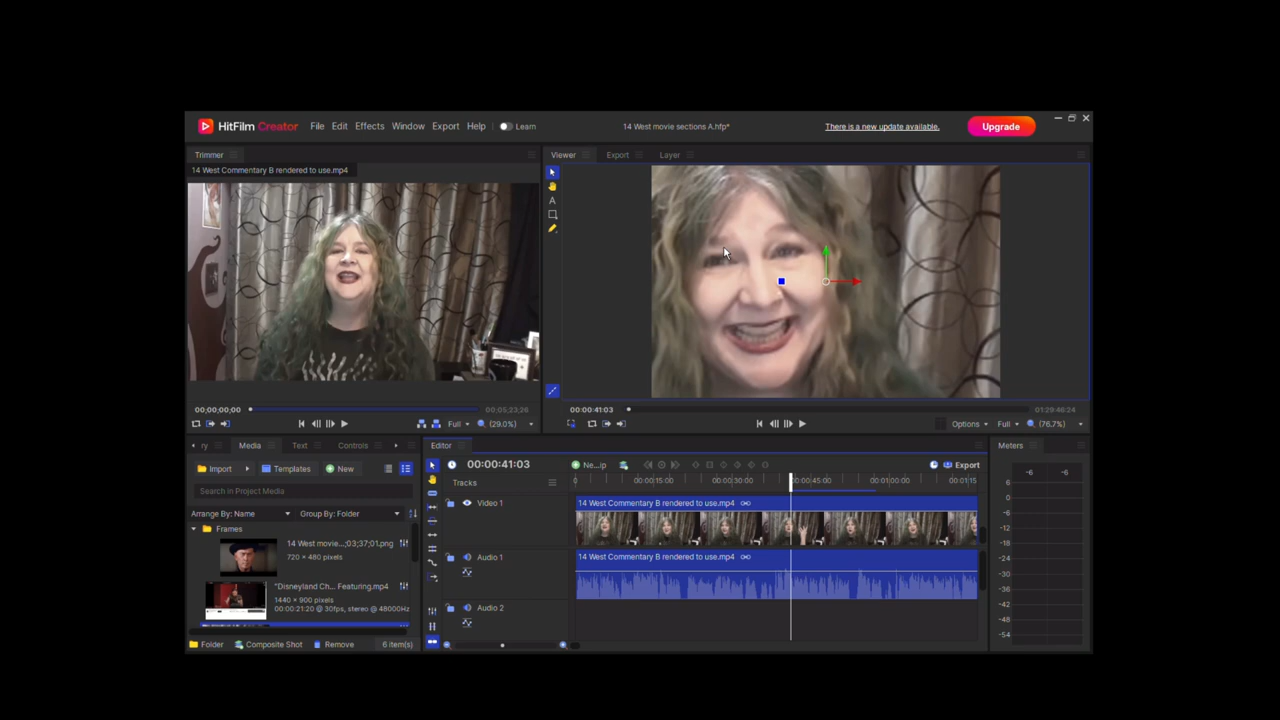 HitFilm Creator File Edit Effects Window Export Help Learn 14 West movie sections A.hfp* There is a new update available. Upgrade
Trimmer
14 West Commentary B rendered to use.mp4
Viewer Export Layer
A
00;00;00;00 00;05;23;26
Full (29.0%)
00:00:41:03 01:29:46:24
Options Full (76.7%)
ry Media Text Controls
Import Templates New
Search in Project Media
Arrange By: Name Group By: Folder
Frames
14 West movie...;03;37;01.png
720 × 480 pixels
"Disneyland Ch... Featuring.mp4
1440 × 900 pixels
00:00:21:20 @ 30fps, stereo @ 48000Hz
Folder Composite Shot Remove 6 item(s)
Editor
00:00:41:03 Ne...ip Export
Tracks 0 00:00:15:00 00:00:30:00 00:00:45:00 00:01:00:00 00:01:15
Video 1 14 West Commentary B rendered to use.mp4
Audio 1 14 West Commentary B rendered to use.mp4
Audio 2
Meters
-6 -6
6
0
-6
-12
-18
-24
-30
-36
-42
-48
-54